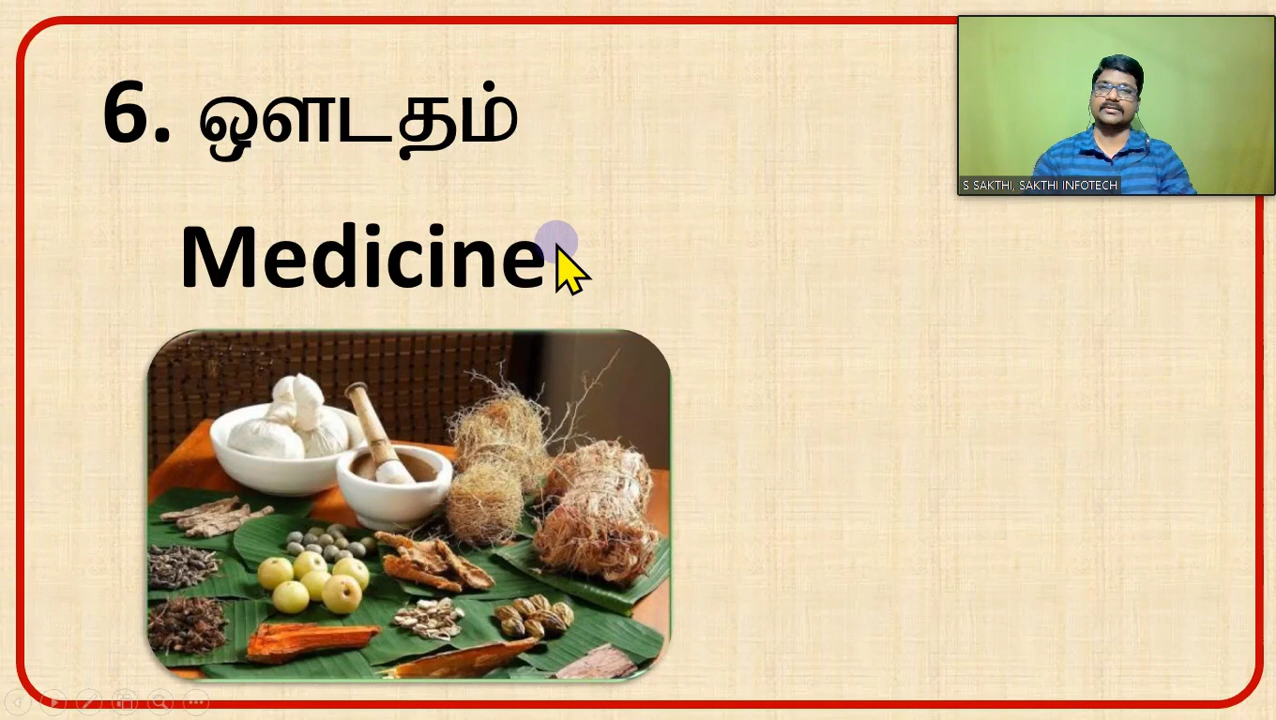 6. ஔடதம்
Medicine
S SAKTHI, SAKTHI INFOTECH